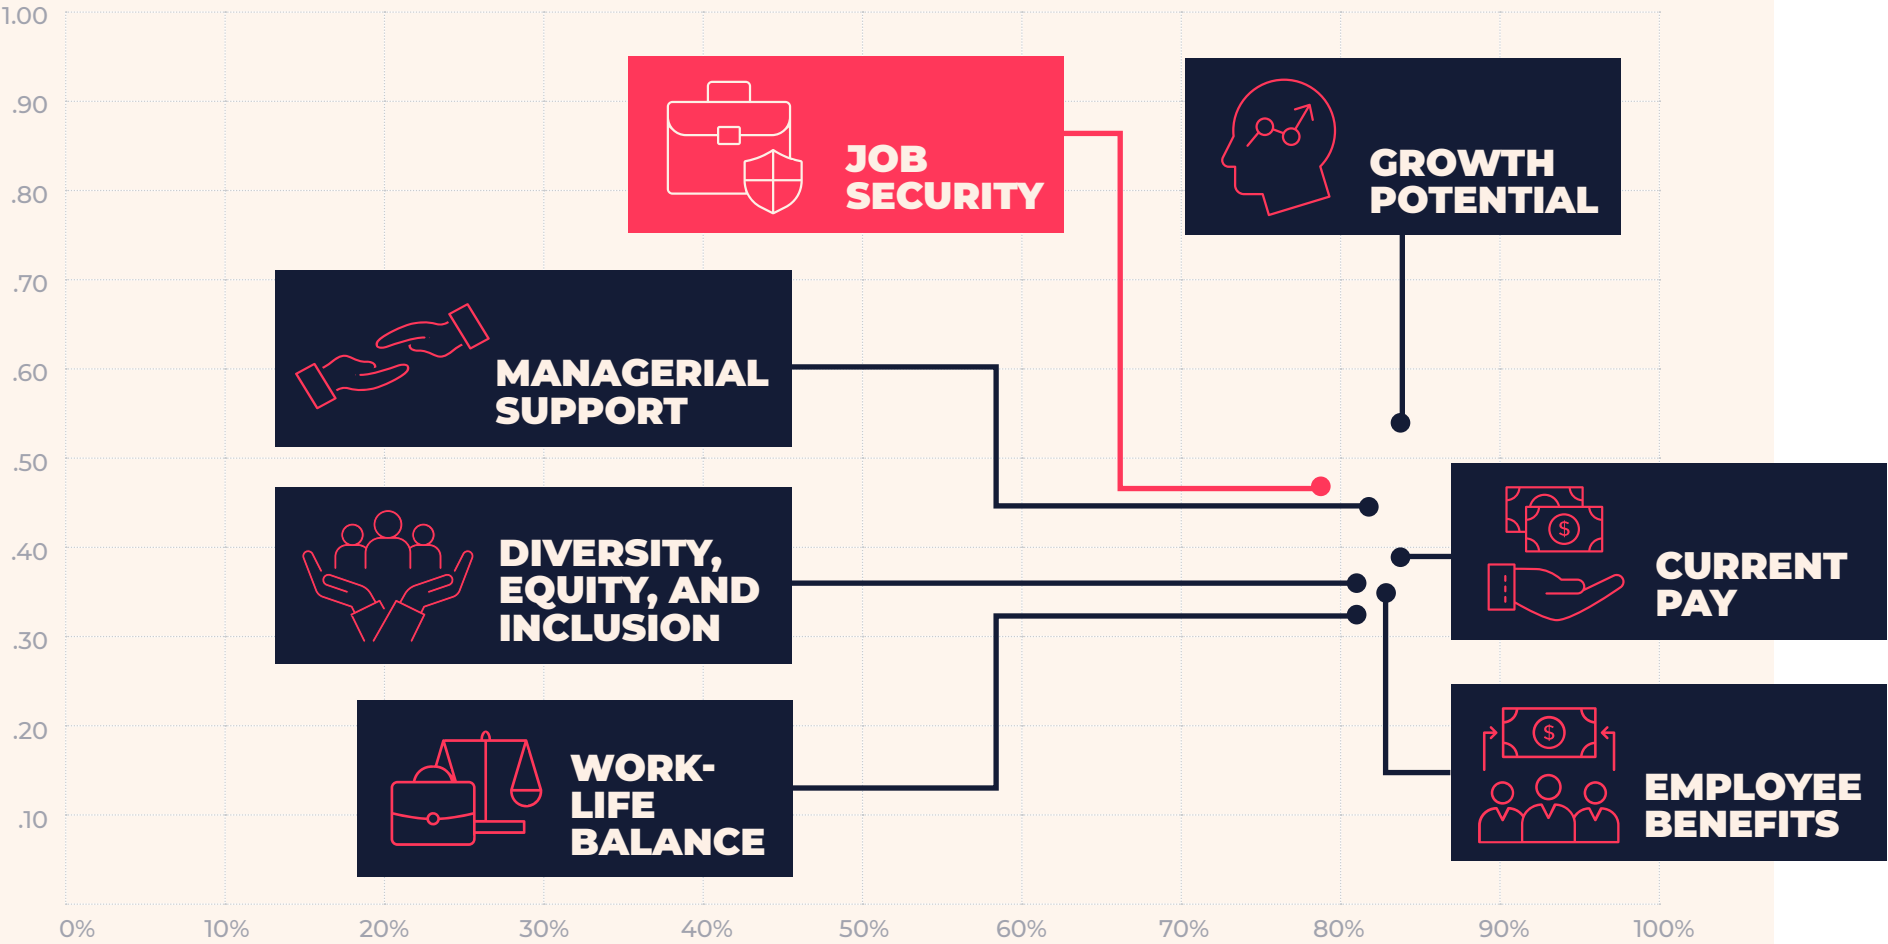 1.00
.90
.80
.70
.60
.50
.40
.30
.20
.10
JOB
SECURITY
GROWTH
POTENTIAL
MANAGERIAL
SUPPORT
DIVERSITY,
EQUITY, AND
INCLUSION
WORK-
LIFE
BALANCE
$
CURRENT
PAY
$
EMPLOYEE
BENEFITS
0% 10% 20% 30% 40% 50% 60% 70% 80% 90% 100%